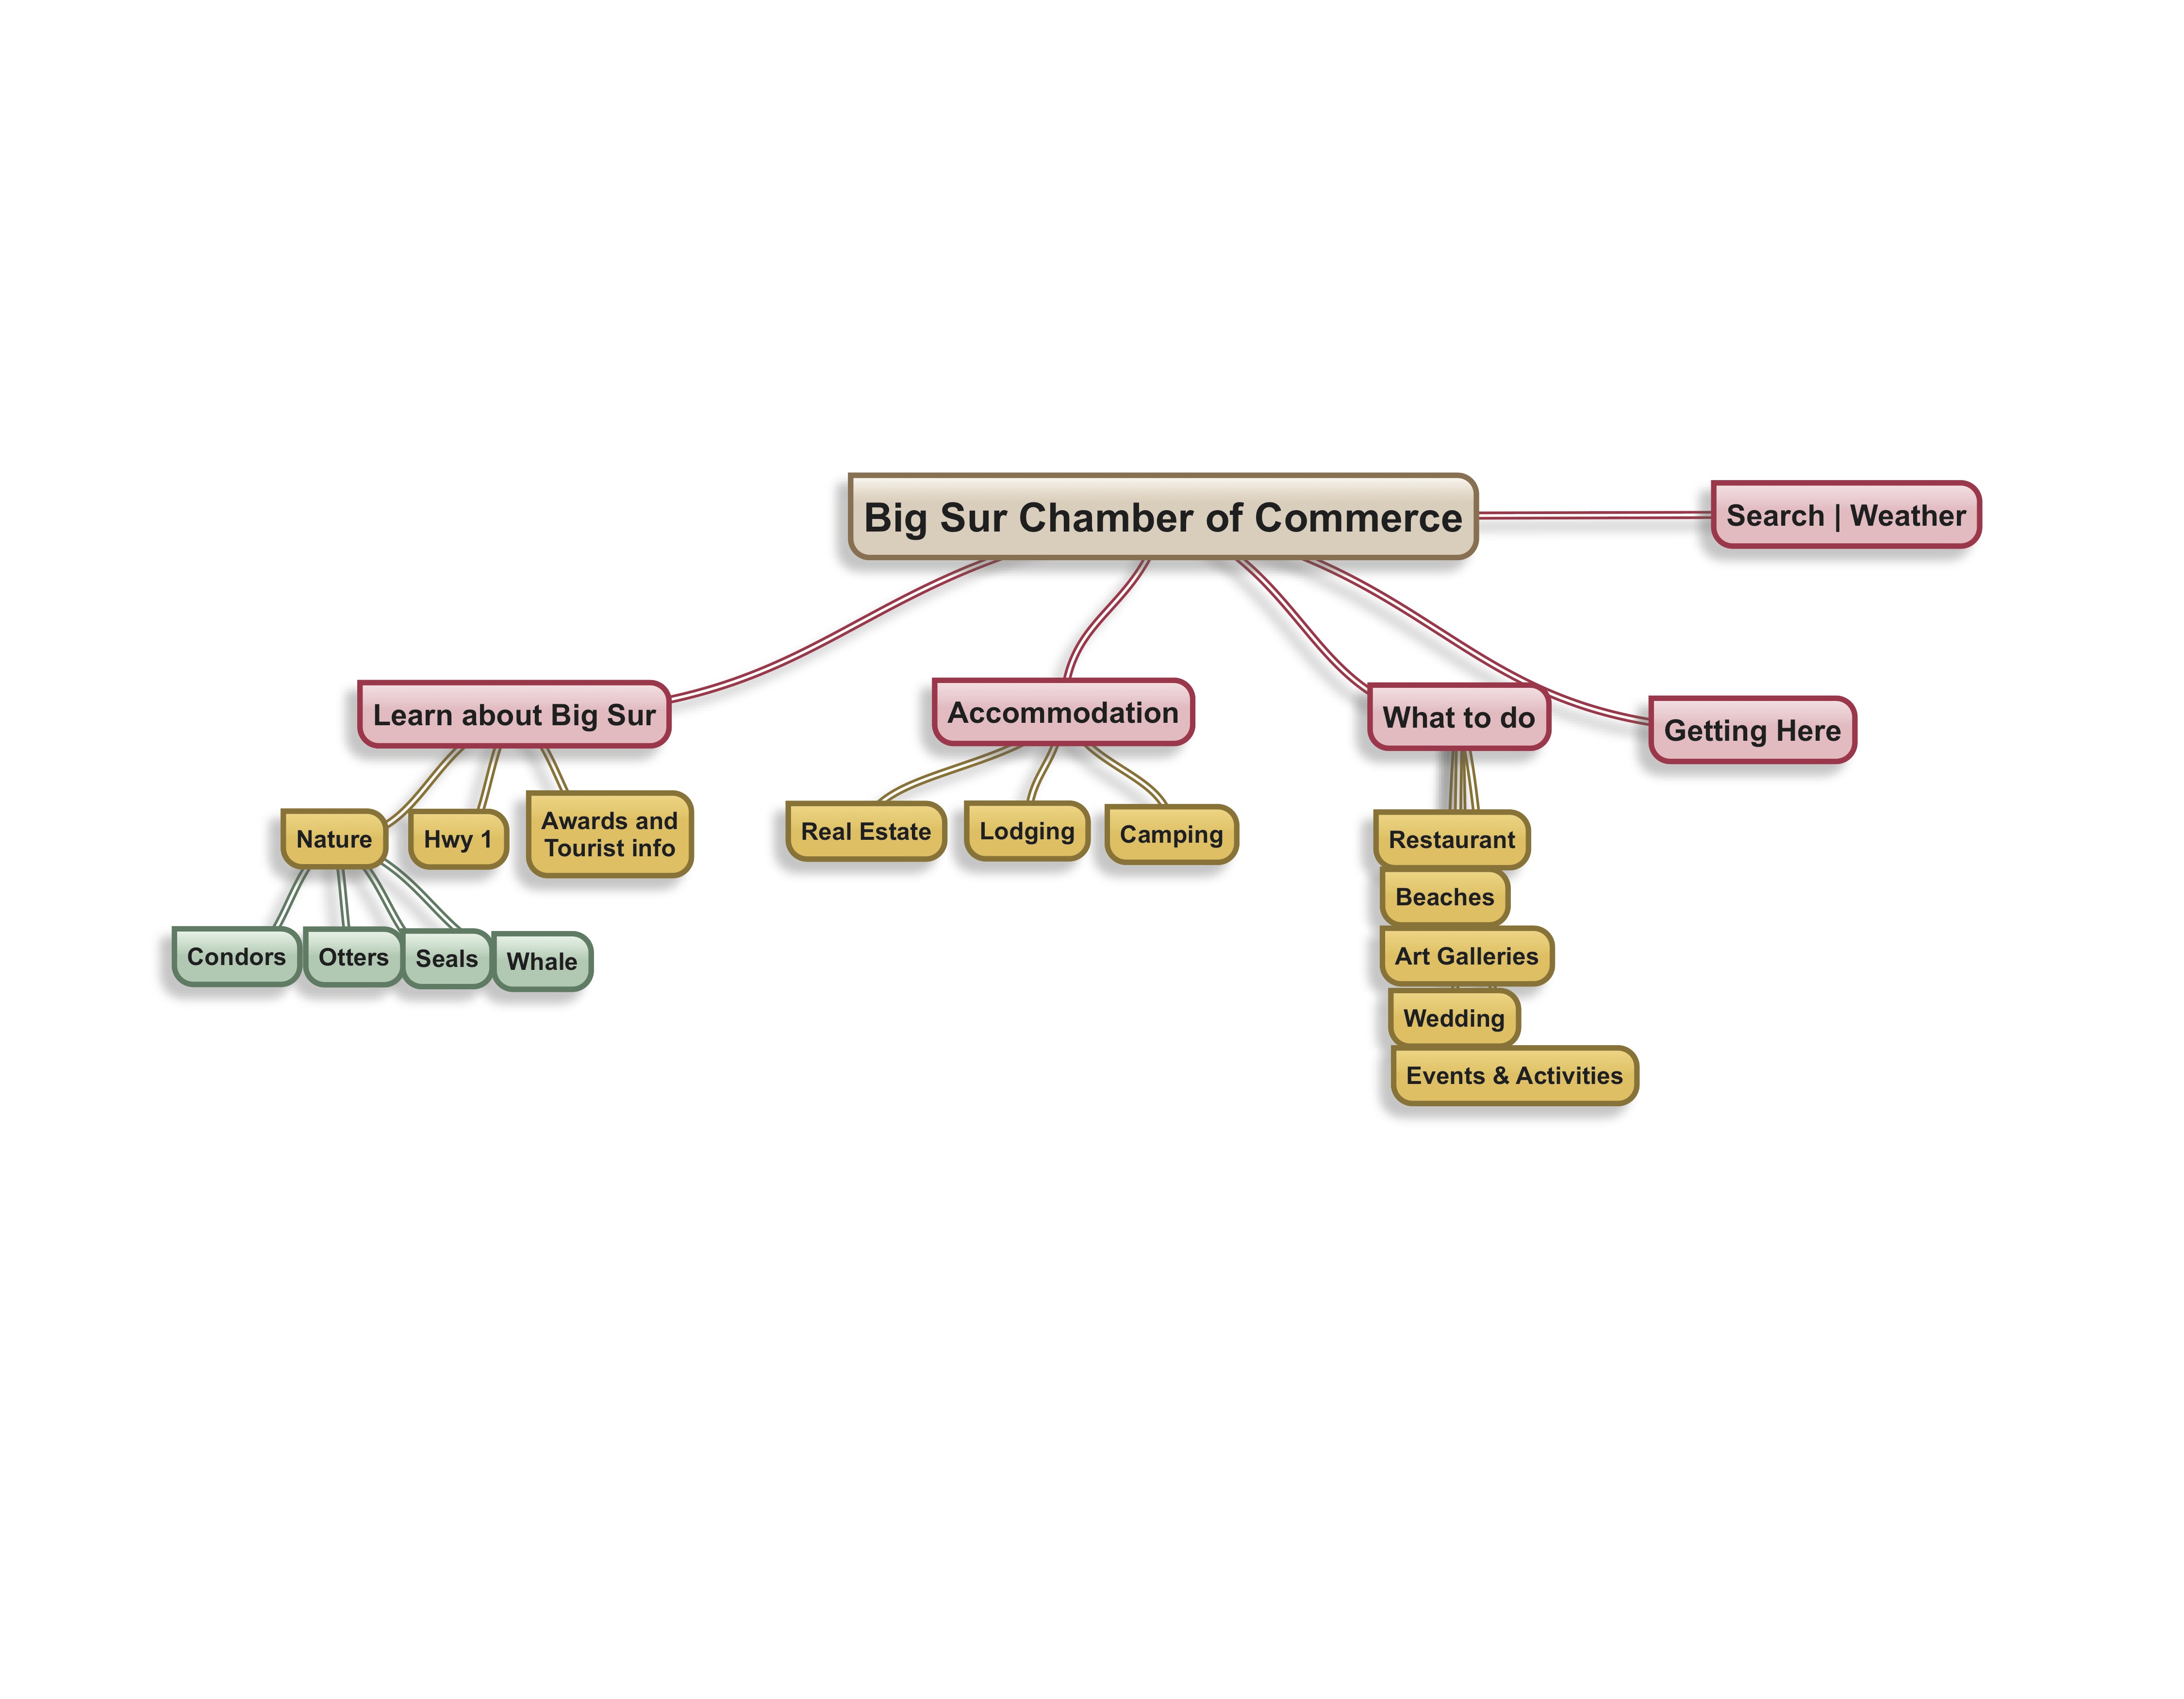 Big Sur Chamber of Commerce
Search | Weather
Learn about Big Sur
Accommodation
What to do
Getting Here
Nature
Hwy 1
Awards and
Tourist info
Real Estate
Lodging
Camping
Restaurant
Beaches
Art Galleries
Wedding
Events & Activities
Condors
Otters
Seals
Whale